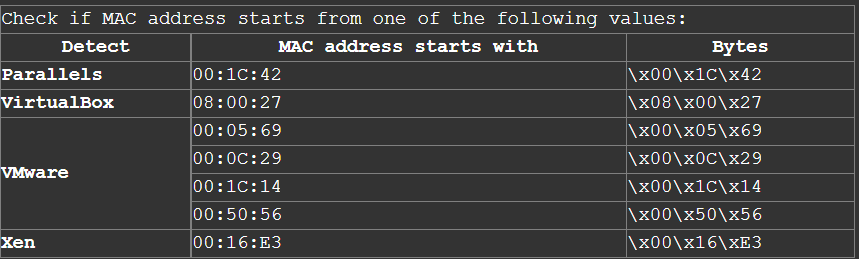 Check if MAC address starts from one of the following values:
Detect MAC address starts with Bytes
Parallels 00:1C:42 \x00\x1C\x42
VirtualBox 08:00:27 \x08\x00\x27
VMware 00:05:69 \x00\x05\x69
00:0C:29 \x00\x0C\x29
00:1C:14 \x00\x1C\x14
00:50:56 \x00\x50\x56
Xen 00:16:E3 \x00\x16\xE3